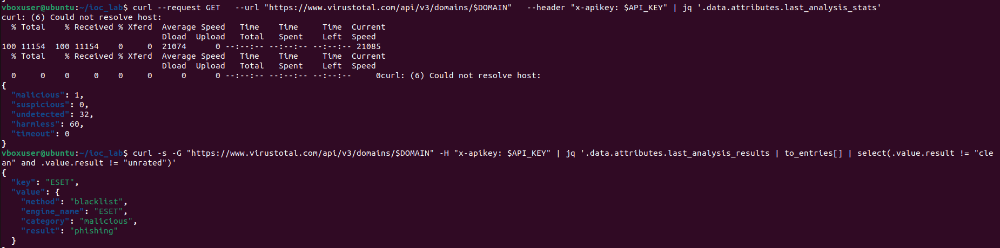 vboxuser@ubuntu:~/ioc_lab$ curl --request GET   --url "https://www.virustotal.com/api/v3/domains/$DOMAIN"   --header "x-apikey: $API_KEY" | jq '.data.attributes.last_analysis_stats'
curl: (6) Could not resolve host:
  % Total    % Received % Xferd  Average Speed   Time    Time     Time  Current
                                 Dload  Upload   Total   Spent    Left  Speed
100 11154  100 11154    0     0  21074      0 --:--:-- --:--:-- --:--:-- 21085
  % Total    % Received % Xferd  Average Speed   Time    Time     Time  Current
                                 Dload  Upload   Total   Spent    Left  Speed
  0     0    0     0    0     0      0      0 --:--:-- --:--:-- --:--:--     0curl: (6) Could not resolve host:
{
  "malicious": 1,
  "suspicious": 0,
  "undetected": 32,
  "harmless": 60,
  "timeout": 0
}
vboxuser@ubuntu:~/ioc_lab$ curl -s -G "https://www.virustotal.com/api/v3/domains/$DOMAIN" -H "x-apikey: $API_KEY" | jq '.data.attributes.last_analysis_results | to_entries[] | select(.value.result != "cle
an" and .value.result != "unrated")'
{
  "key": "ESET",
  "value": {
    "method": "blacklist",
    "engine_name": "ESET",
    "category": "malicious",
    "result": "phishing"
  }